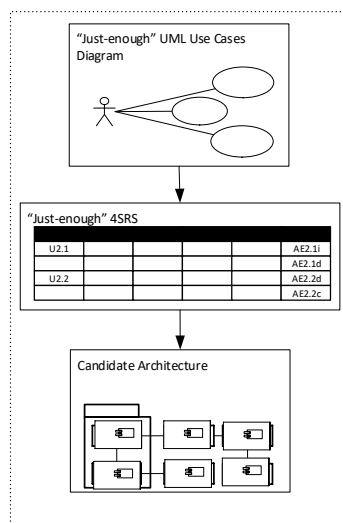 “Just-enough” UML Use Cases
Diagram
“Just-enough” 4SRS
U2.1 AE2.1i
AE2.1d
U2.2 AE2.2d
AE2.2c
Candidate Architecture